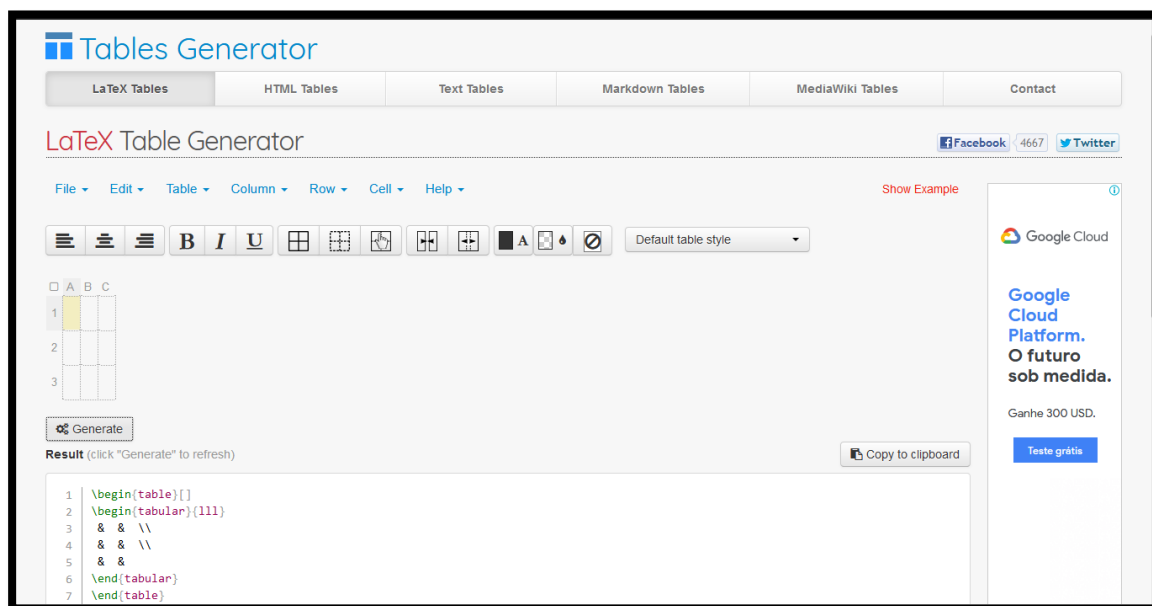 Tables Generator
LaTeX Tables
HTML Tables
Text Tables
Markdown Tables
MediaWiki Tables
Contact
LaTeX Table Generator
Facebook 4667 Twitter
File Edit Table Column Row Cell Help
Show Example
B I U A Default table style
A B C
1
2
3
Generate
Result (click "Generate" to refresh)
Copy to clipboard
1 \begin{table}[]
2 \begin{tabular}{lll}
3 & & \\
4 & & \\
5 & &
6 \end{tabular}
7 \end{table}
Google Cloud
Google
Cloud
Platform.
O futuro
sob medida.
Ganhe 300 USD.
Teste grátis